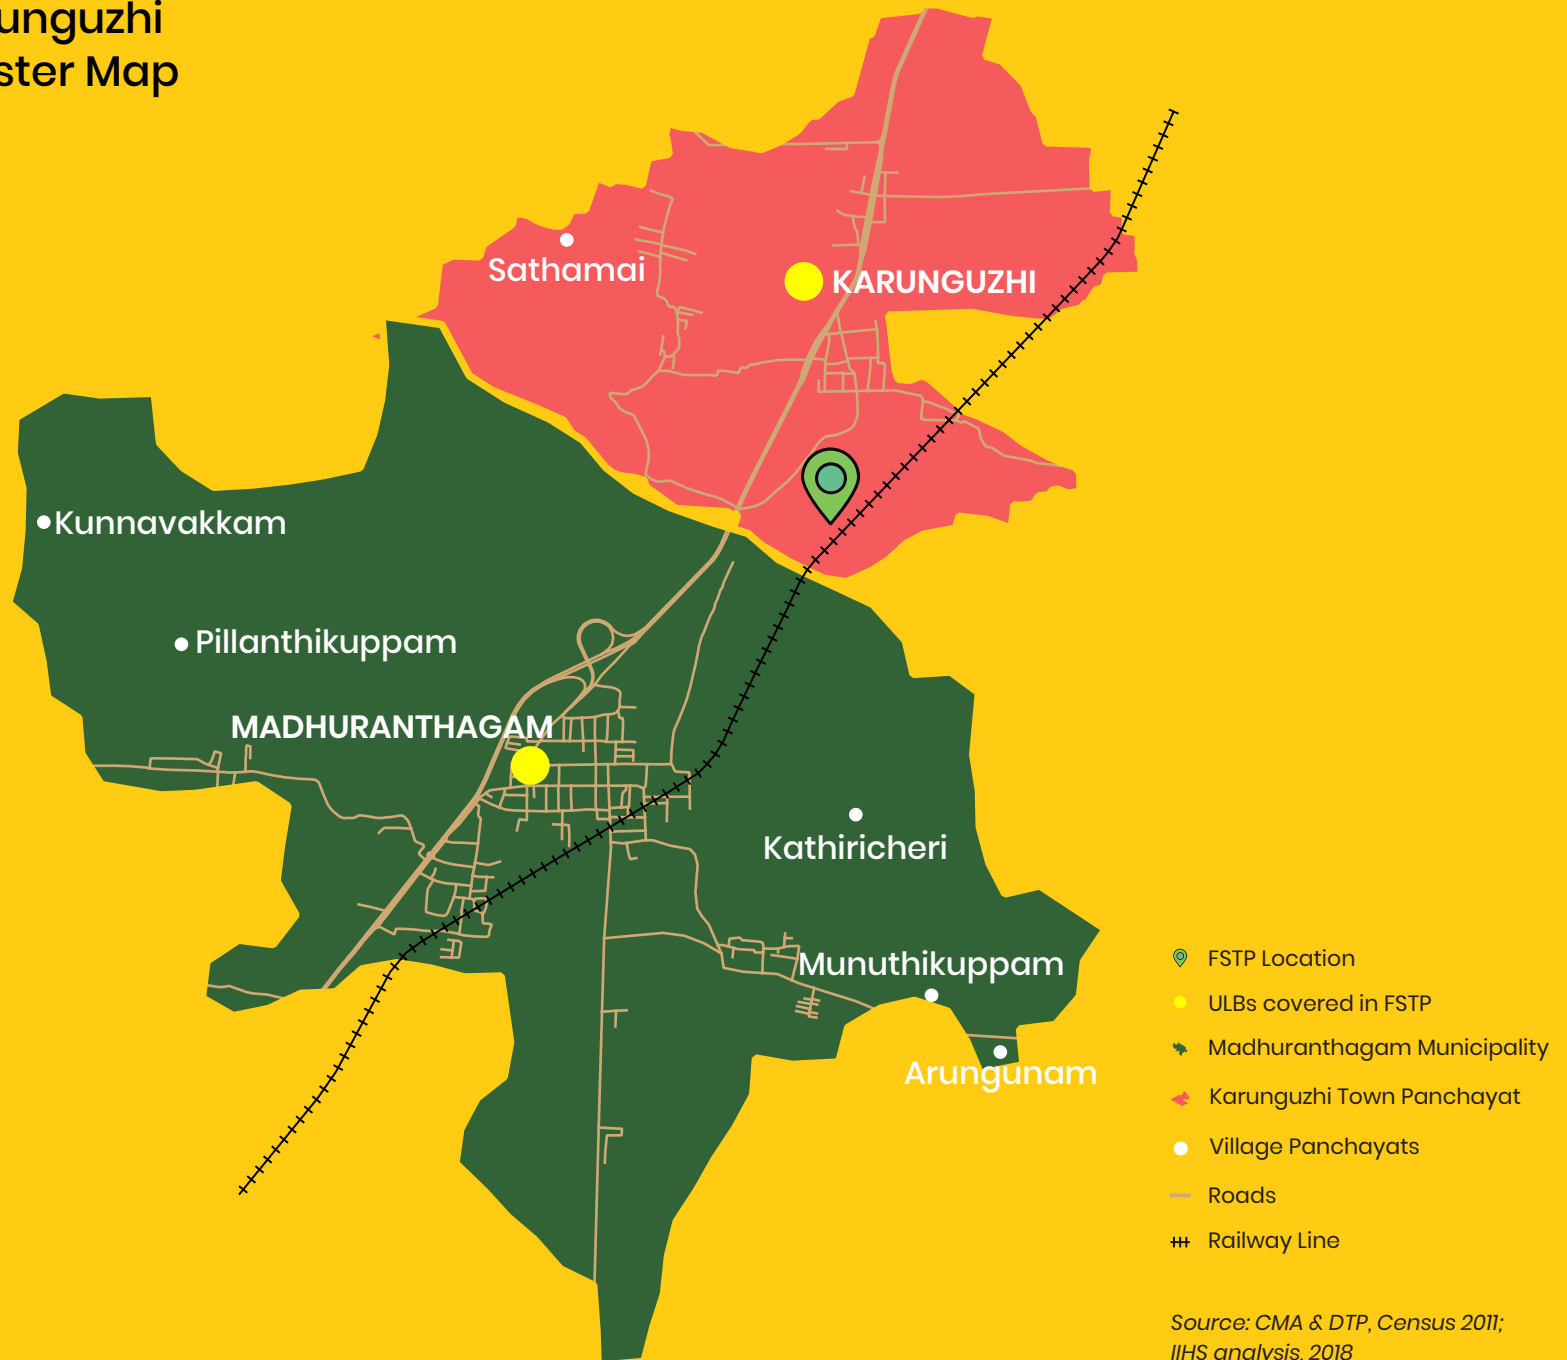 unguzhi
ster Map
Sathamai
KARUNGUZHI
Kunnavakkam
Pillanthikuppam
MADHURANTHAGAM
Kathiricheri
Munuthikuppam
Arungunam
FSTP Location
ULBs covered in FSTP
Madhuranthagam Municipality
Karunguzhi Town Panchayat
Village Panchayats
Roads
Railway Line
Source: CMA & DTP, Census 2011;
IIHS analysis, 2018